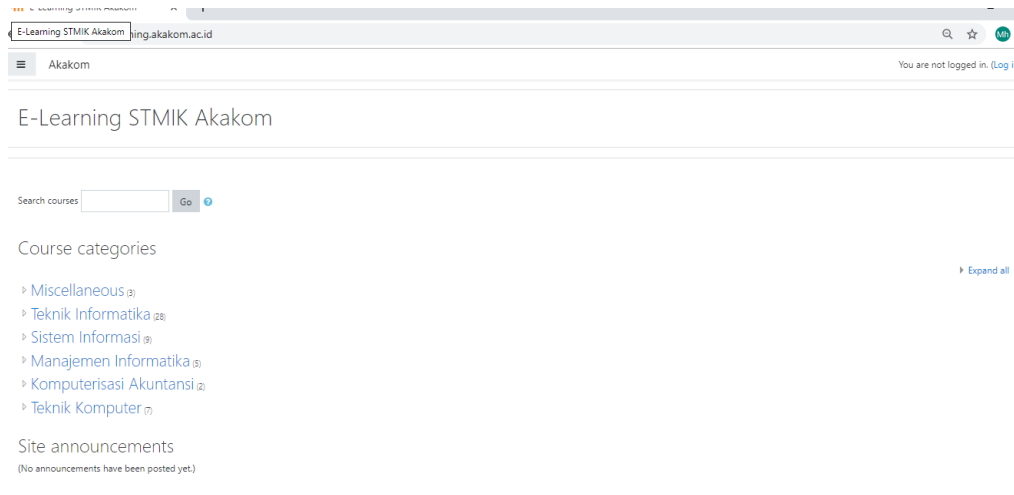 E-Learning STMIK Akakom
E-Learning STMIK Akakom
ning.akakom.ac.id
Mh
Akakom
You are not logged in. (Log i
E-Learning STMIK Akakom
Search courses
Go
Course categories
Expand all
Miscellaneous (3)
Teknik Informatika (28)
Sistem Informasi (9)
Manajemen Informatika (5)
Komputerisasi Akuntansi (2)
Teknik Komputer (7)
Site announcements
(No announcements have been posted yet.)